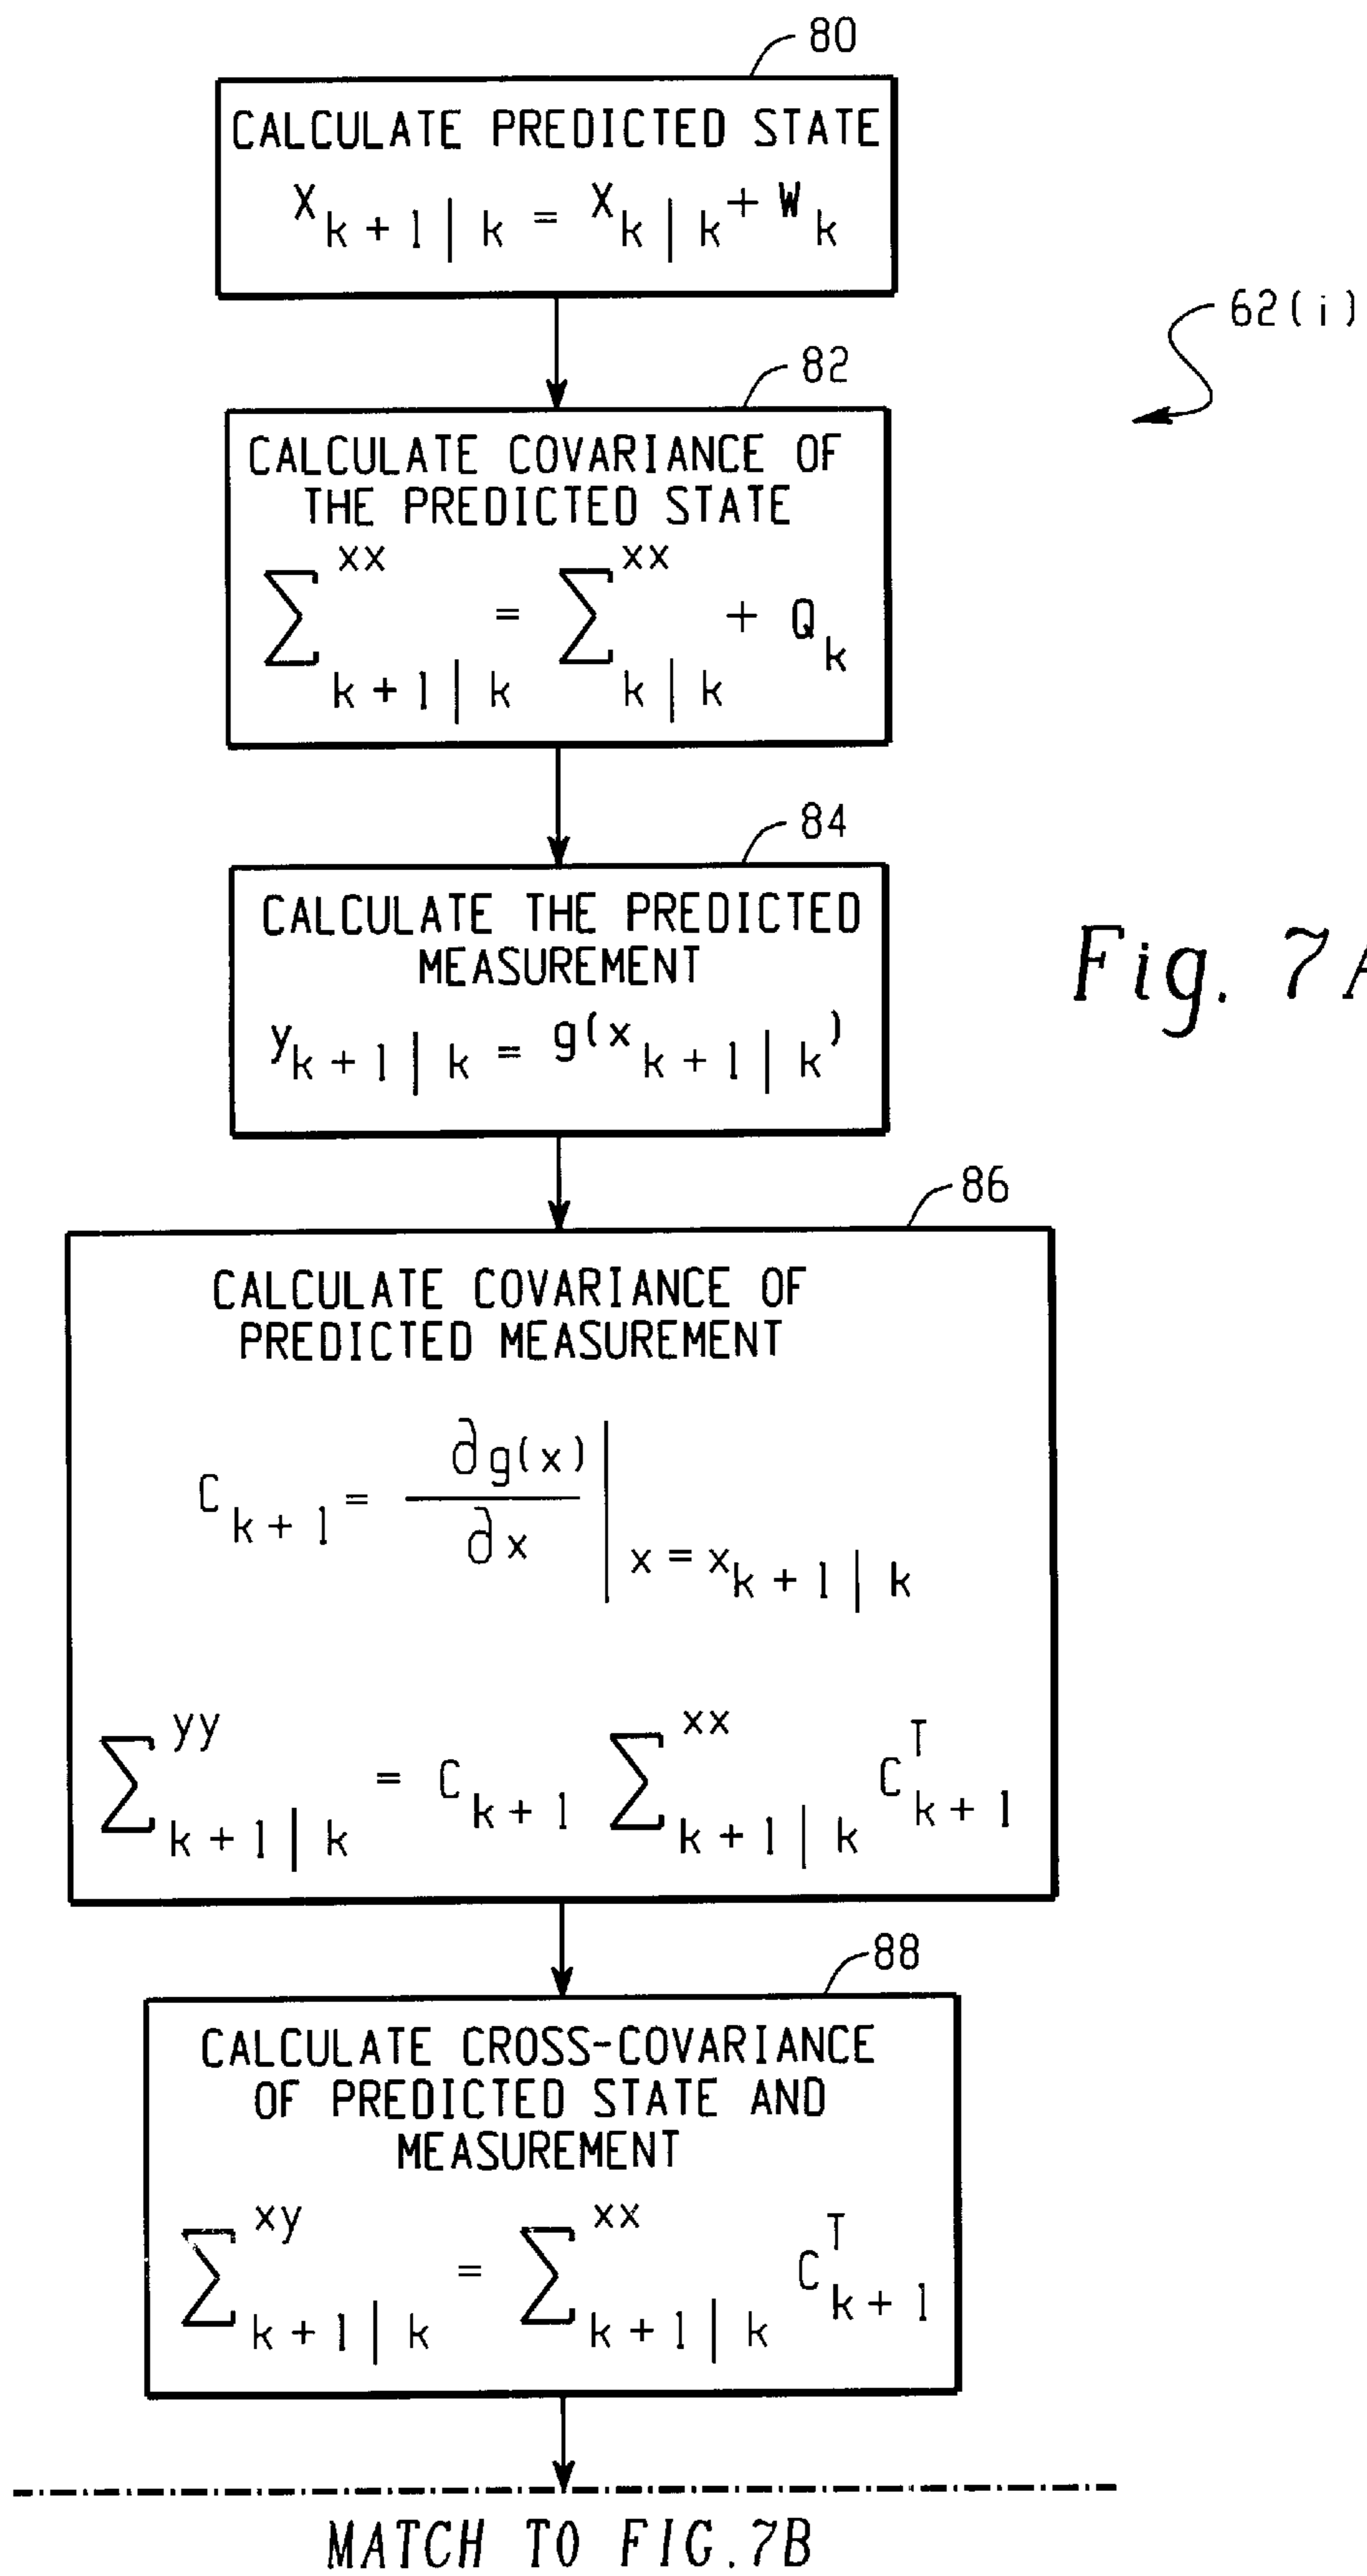 80
CALCULATE PREDICTED STATE
X k + 1 | k = X k | k + W k
62(i)
82
CALCULATE COVARIANCE OF
THE PREDICTED STATE
∑ xx k + 1 | k = ∑ xx k | k + Q k
84
CALCULATE THE PREDICTED
MEASUREMENT
y k + 1 | k = g(x k + 1 | k)
Fig. 7A
86
CALCULATE COVARIANCE OF
PREDICTED MEASUREMENT
C k + 1 = ∂g(x) / ∂x | x = x k + 1 | k
∑ yy k + 1 | k = C k + 1 ∑ xx k + 1 | k C T k + 1
88
CALCULATE CROSS-COVARIANCE
OF PREDICTED STATE AND
MEASUREMENT
∑ xy k + 1 | k = ∑ xx k + 1 | k C T k + 1
MATCH TO FIG.7B